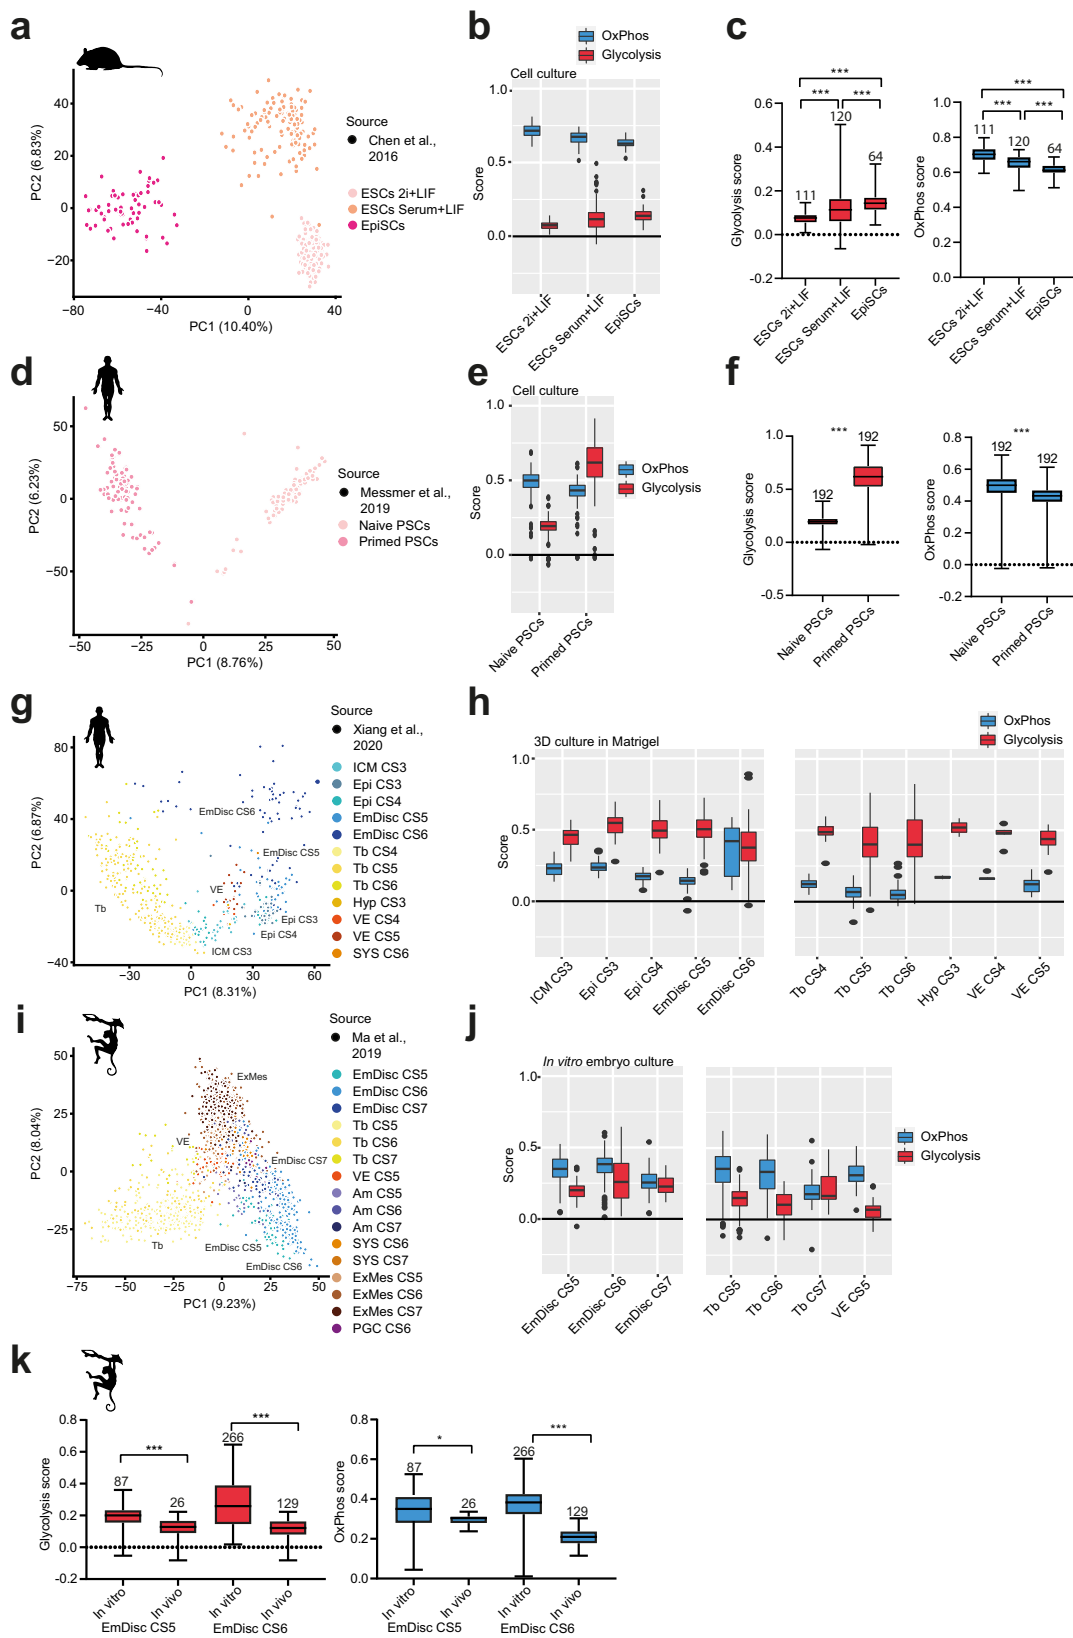 a
PC2 (6.83%)
40
20
0
−20
−80
−40
0
40
PC1 (10.40%)
Source
Chen et al.,
2016
ESCs 2i+LIF
ESCs Serum+LIF
EpiSCs
b
OxPhos
Glycolysis
Cell culture
Score
1.0
0.5
0.0
ESCs 2i+LIF
ESCs Serum+LIF
EpiSCs
c
Glycolysis score
0.6
0.4
0.2
0.0
-0.2
***
***
***
111
120
64
ESCs 2i+LIF
ESCs Serum+LIF
EpiSCs
OxPhos score
1.0
0.8
0.6
0.4
0.2
0.0
***
***
***
111
120
64
ESCs 2i+LIF
ESCs Serum+LIF
EpiSCs
d
PC2 (6.23%)
50
0
−50
−50
−25
0
25
50
PC1 (8.76%)
Source
Messmer et al.,
2019
Naive PSCs
Primed PSCs
e
Cell culture
Score
1.0
0.5
0.0
Naive PSCs
Primed PSCs
OxPhos
Glycolysis
f
Glycolysis score
1.0
0.5
0.0
-0.5
***
192
192
Naive PSCs
Primed PSCs
OxPhos score
0.8
0.6
0.4
0.2
0.0
-0.2
***
192
192
Naive PSCs
Primed PSCs
g
PC2 (6.87%)
80
40
0
−40
−30
0
30
60
PC1 (8.31%)
EmDisc CS6
EmDisc CS5
VE
Tb
Epi CS3
Epi CS4
ICM CS3
Source
Xiang et al.,
2020
ICM CS3
Epi CS3
Epi CS4
EmDisc CS5
EmDisc CS6
Tb CS4
Tb CS5
Tb CS6
Hyp CS3
VE CS4
VE CS5
SYS CS6
h
OxPhos
Glycolysis
3D culture in Matrigel
Score
1.0
0.5
0.0
ICM CS3
Epi CS3
Epi CS4
EmDisc CS5
EmDisc CS6
Tb CS4
Tb CS5
Tb CS6
Hyp CS3
VE CS4
VE CS5
i
PC2 (8.04%)
50
25
0
−25
−75
−50
−25
0
25
50
PC1 (9.23%)
ExMes
VE
EmDisc CS7
Tb
EmDisc CS5
EmDisc CS6
Source
Ma et al.,
2019
EmDisc CS5
EmDisc CS6
EmDisc CS7
Tb CS5
Tb CS6
Tb CS7
VE CS5
Am CS5
Am CS6
Am CS7
SYS CS6
SYS CS7
ExMes CS5
ExMes CS6
ExMes CS7
PGC CS6
j
In vitro embryo culture
Score
1.0
0.5
0.0
EmDisc CS5
EmDisc CS6
EmDisc CS7
Tb CS5
Tb CS6
Tb CS7
VE CS5
OxPhos
Glycolysis
k
Glycolysis score
0.8
0.6
0.4
0.2
0.0
-0.2
***
***
87
26
266
129
In vitro
In vivo
In vitro
In vivo
EmDisc CS5
EmDisc CS6
OxPhos score
0.8
0.6
0.4
0.2
0.0
*
***
87
26
266
129
In vitro
In vivo
In vitro
In vivo
EmDisc CS5
EmDisc CS6